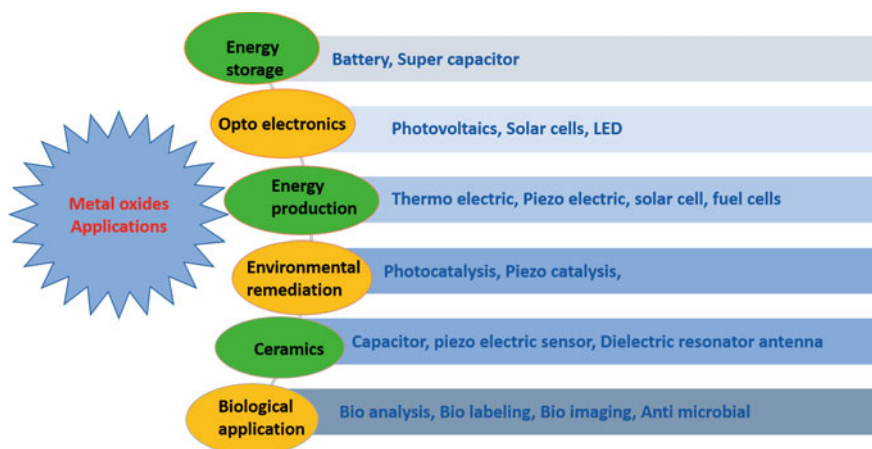 Energy
storage
Battery, Super capacitor
Opto electronics
Photovoltaics, Solar cells, LED
Metal oxides
Applications
Energy
production
Thermo electric, Piezo electric, solar cell, fuel cells
Environmental
remediation
Photocatalysis, Piezo catalysis,
Ceramics
Capacitor, piezo electric sensor, Dielectric resonator antenna
Biological
application
Bio analysis, Bio labeling, Bio imaging, Anti microbial